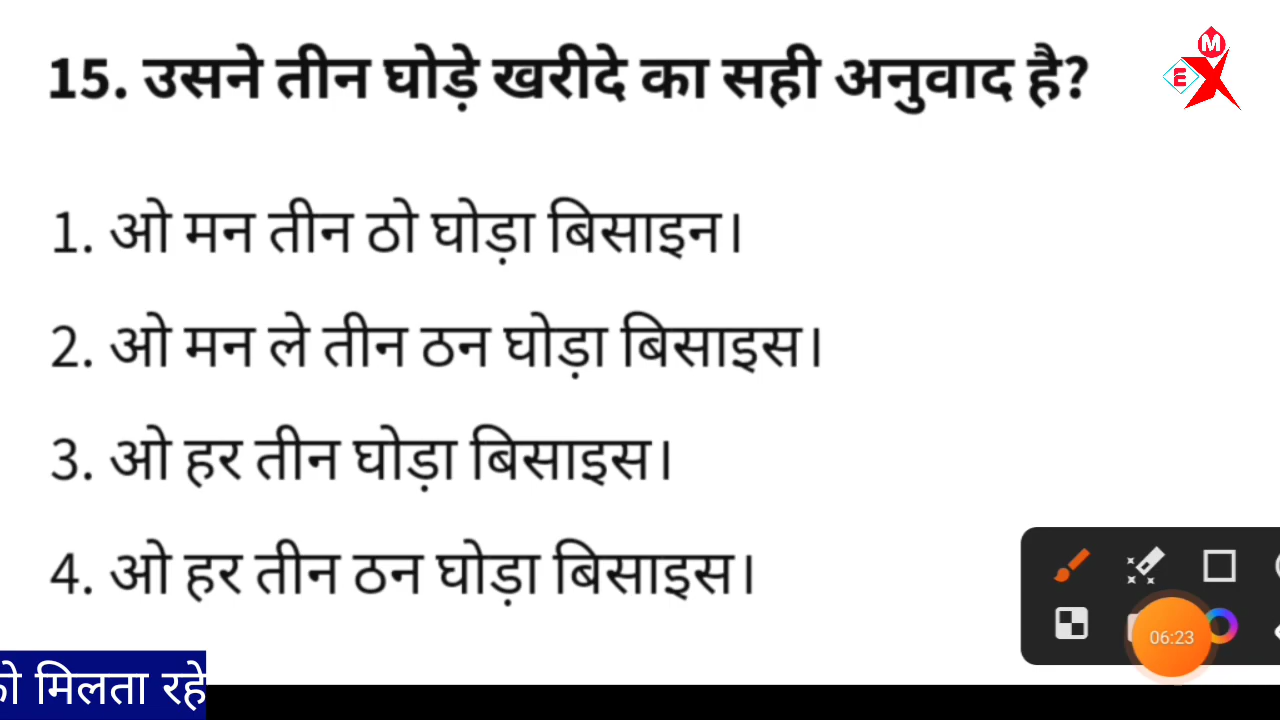 15. उसने तीन घोड़े खरीदे का सही अनुवाद है?
M
E
1. ओ मन तीन ठो घोड़ा बिसाइन।
2. ओ मन ले तीन ठन घोड़ा बिसाइस।
3. ओ हर तीन घोड़ा बिसाइस।
4. ओ हर तीन ठन घोड़ा बिसाइस।
06:23
को मिलता रहे